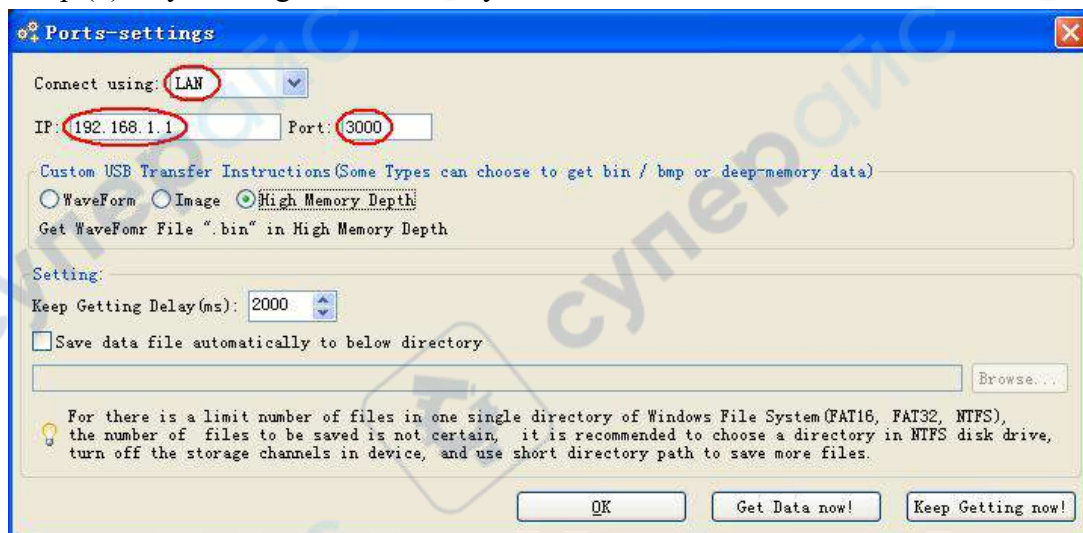 Ports-settings
Connect using: LAN
IP: 192.168.1.1 Port: 3000
Custom USB Transfer Instructions(Some Types can choose to get bin / bmp or deep-memory data)
WaveForm Image High Memory Depth
Get WaveFomr File ".bin" in High Memory Depth
Setting:
Keep Getting Delay(ms): 2000
Save data file automatically to below directory
Browse...
For there is a limit number of files in one single directory of Windows File System(FAT16, FAT32, NTFS),
the number of files to be saved is not certain, it is recommended to choose a directory in NTFS disk drive,
turn off the storage channels in device, and use short directory path to save more files.
OK Get Data now! Keep Getting now!
суперайс